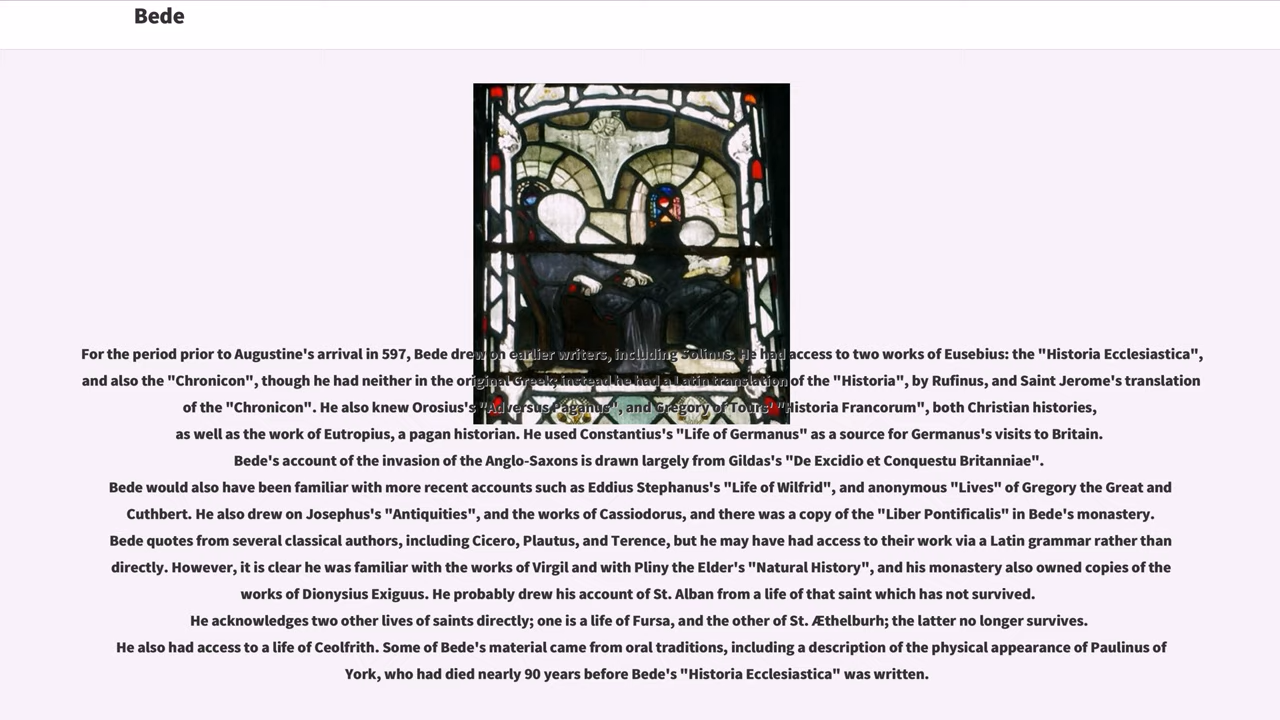 Bede
For the period prior to Augustine's arrival in 597, Bede drew on earlier writers, including Solinus. He had access to two works of Eusebius: the "Historia Ecclesiastica",
and also the "Chronicon", though he had neither in the original Greek; instead he had a Latin translation of the "Historia", by Rufinus, and Saint Jerome's translation
of the "Chronicon". He also knew Orosius's "Adversus Paganus", and Gregory of Tours' "Historia Francorum", both Christian histories,
as well as the work of Eutropius, a pagan historian. He used Constantius's "Life of Germanus" as a source for Germanus's visits to Britain.
Bede's account of the invasion of the Anglo-Saxons is drawn largely from Gildas's "De Excidio et Conquestu Britanniae".
Bede would also have been familiar with more recent accounts such as Eddius Stephanus's "Life of Wilfrid", and anonymous "Lives" of Gregory the Great and
Cuthbert. He also drew on Josephus's "Antiquities", and the works of Cassiodorus, and there was a copy of the "Liber Pontificalis" in Bede's monastery.
Bede quotes from several classical authors, including Cicero, Plautus, and Terence, but he may have had access to their work via a Latin grammar rather than
directly. However, it is clear he was familiar with the works of Virgil and with Pliny the Elder's "Natural History", and his monastery also owned copies of the
works of Dionysius Exiguus. He probably drew his account of St. Alban from a life of that saint which has not survived.
He acknowledges two other lives of saints directly; one is a life of Fursa, and the other of St. Æthelburh; the latter no longer survives.
He also had access to a life of Ceolfrith. Some of Bede's material came from oral traditions, including a description of the physical appearance of Paulinus of
York, who had died nearly 90 years before Bede's "Historia Ecclesiastica" was written.